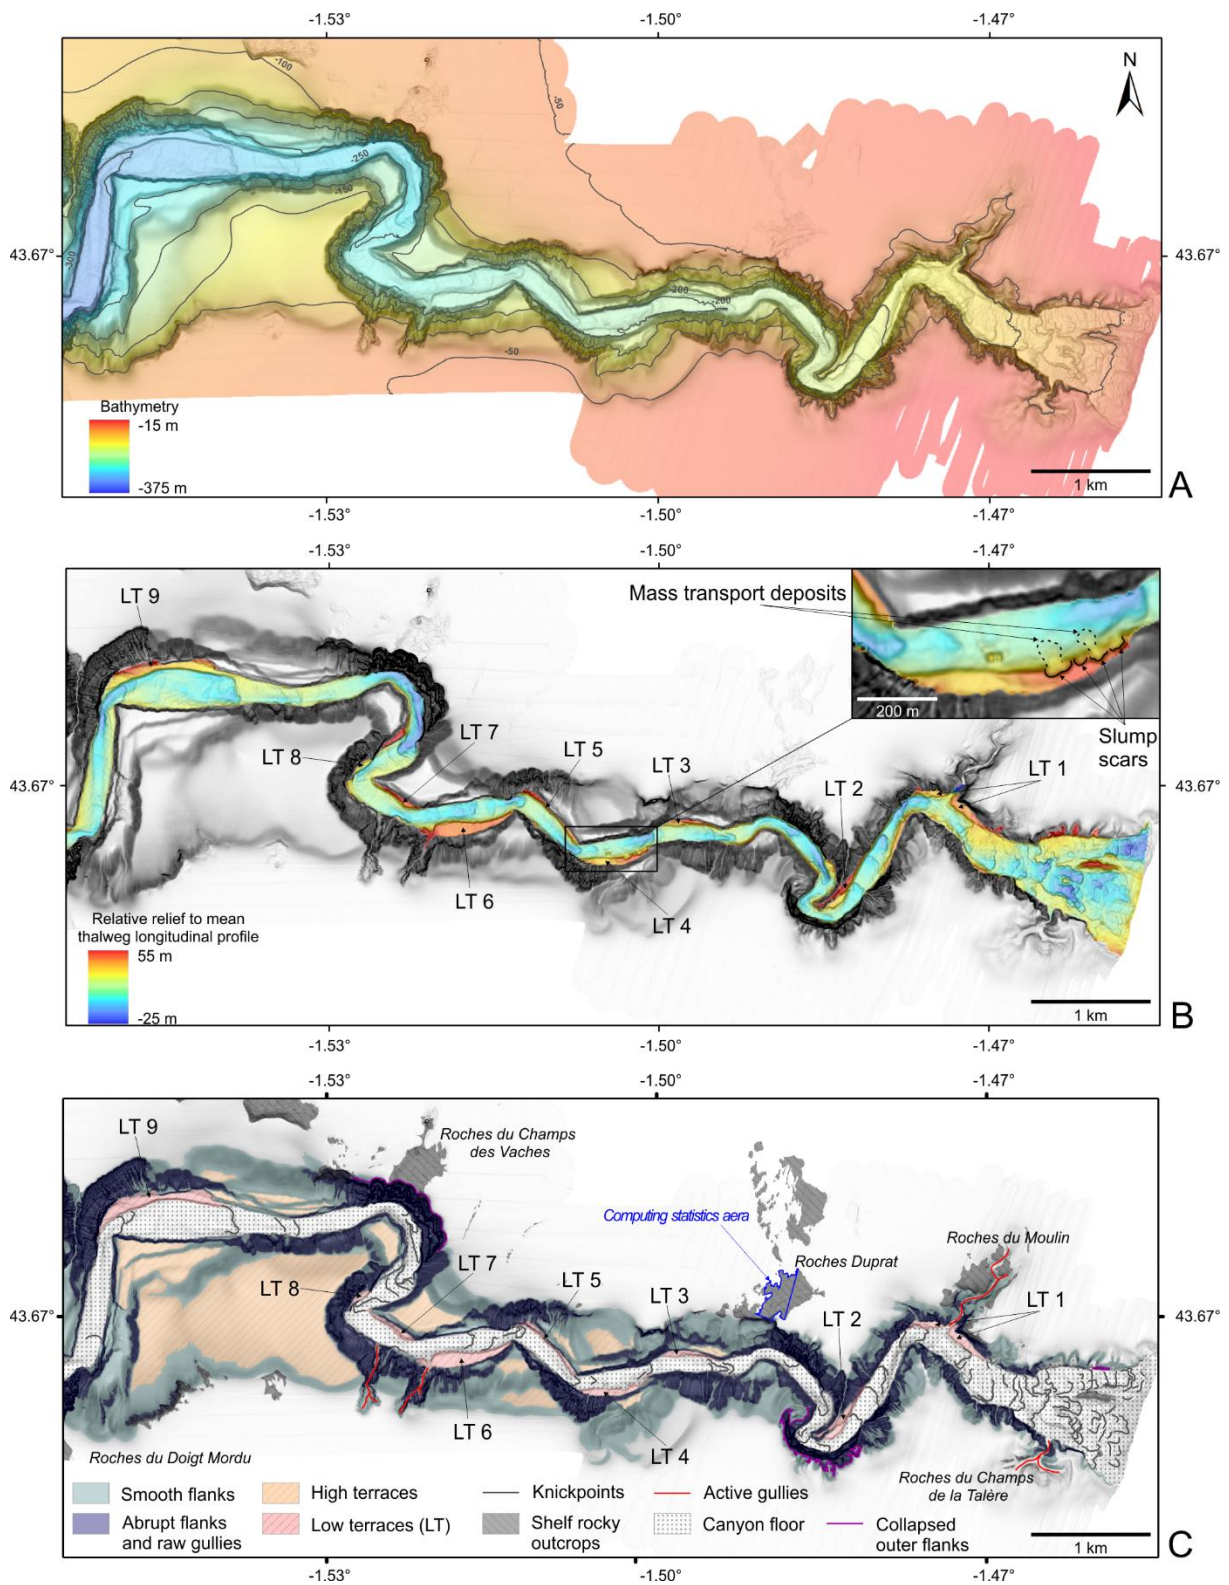 -1.53°
-1.50°
-1.47°
N
-100
-50
-250
-150
43.67°
43.67°
-300
-200
-200
-50
Bathymetry
-15 m
-375 m
1 km
A
-1.53°
-1.50°
-1.47°
-1.53°
-1.50°
-1.47°
LT 9
Mass transport deposits
200 m
Slump
scars
LT 8
LT 7
LT 5
LT 3
LT 2
LT 1
43.67°
43.67°
LT 6
LT 4
Relative relief to mean
thalweg longitudinal profile
55 m
-25 m
1 km
B
-1.53°
-1.50°
-1.47°
-1.53°
-1.50°
-1.47°
LT 9
Roches du Champs
des Vaches
Computing statistics aera
Roches Duprat
Roches du Moulin
LT 8
LT 7
LT 5
LT 3
LT 2
LT 1
43.67°
43.67°
LT 6
LT 4
Roches du Doigt Mordu
Roches du Champs
de la Talère
Smooth flanks
High terraces
Knickpoints
Active gullies
Abrupt flanks
and raw gullies
Low terraces (LT)
Shelf rocky
outcrops
Canyon floor
Collapsed
outer flanks
1 km
C
-1.53°
-1.50°
-1.47°